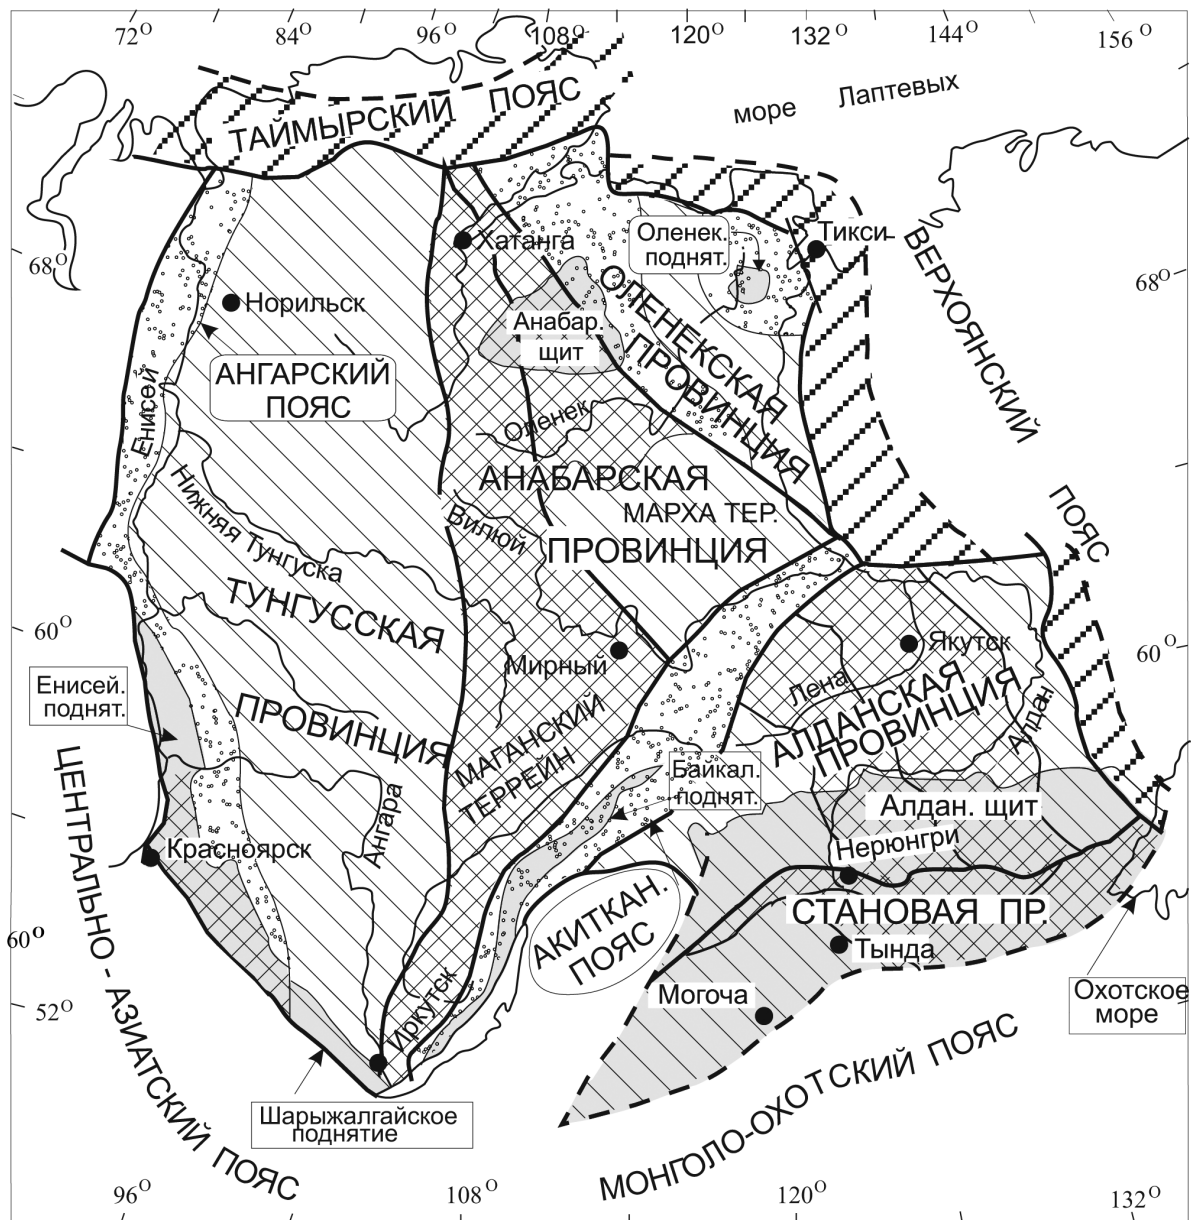 72° 84° 96° 108° 120° 132° 144° 156°
море Лаптевых
ТАЙМЫРСКИЙ ПОЯС
Хатанга
Оленек.
поднят.
Тикси
68°
68°
Норильск
Анабар.
щит
ОЛЕНЕКСКАЯ
ПРОВИНЦИЯ
ВЕРХОЯНСКИЙ ПОЯС
АНГАРСКИЙ
ПОЯС
Енисей
Оленек
АНАБАРСКАЯ
МАРХА ТЕР.
ПРОВИНЦИЯ
Нижняя Тунгуска
Вилюй
ТУНГУССКАЯ
ПРОВИНЦИЯ
60°
60°
Якутск
Мирный
Лена
АЛДАНСКАЯ
ПРОВИНЦИЯ
Алдан
Енисей.
поднят.
МАГАНСКИЙ
ТЕРРЕЙН
Байкал.
поднят.
Алдан. щит
Ангара
Красноярск
Нерюнгри
СТАНОВАЯ ПР.
АКИТКАН.
ПОЯС
60°
Тында
Могоча
Охотское
море
52°
Иркутск
ЦЕНТРАЛЬНО - АЗИАТСКИЙ ПОЯС
МОНГОЛО-ОХОТСКИЙ ПОЯС
Шарыжалгайское
поднятие
96° 108° 120° 132°